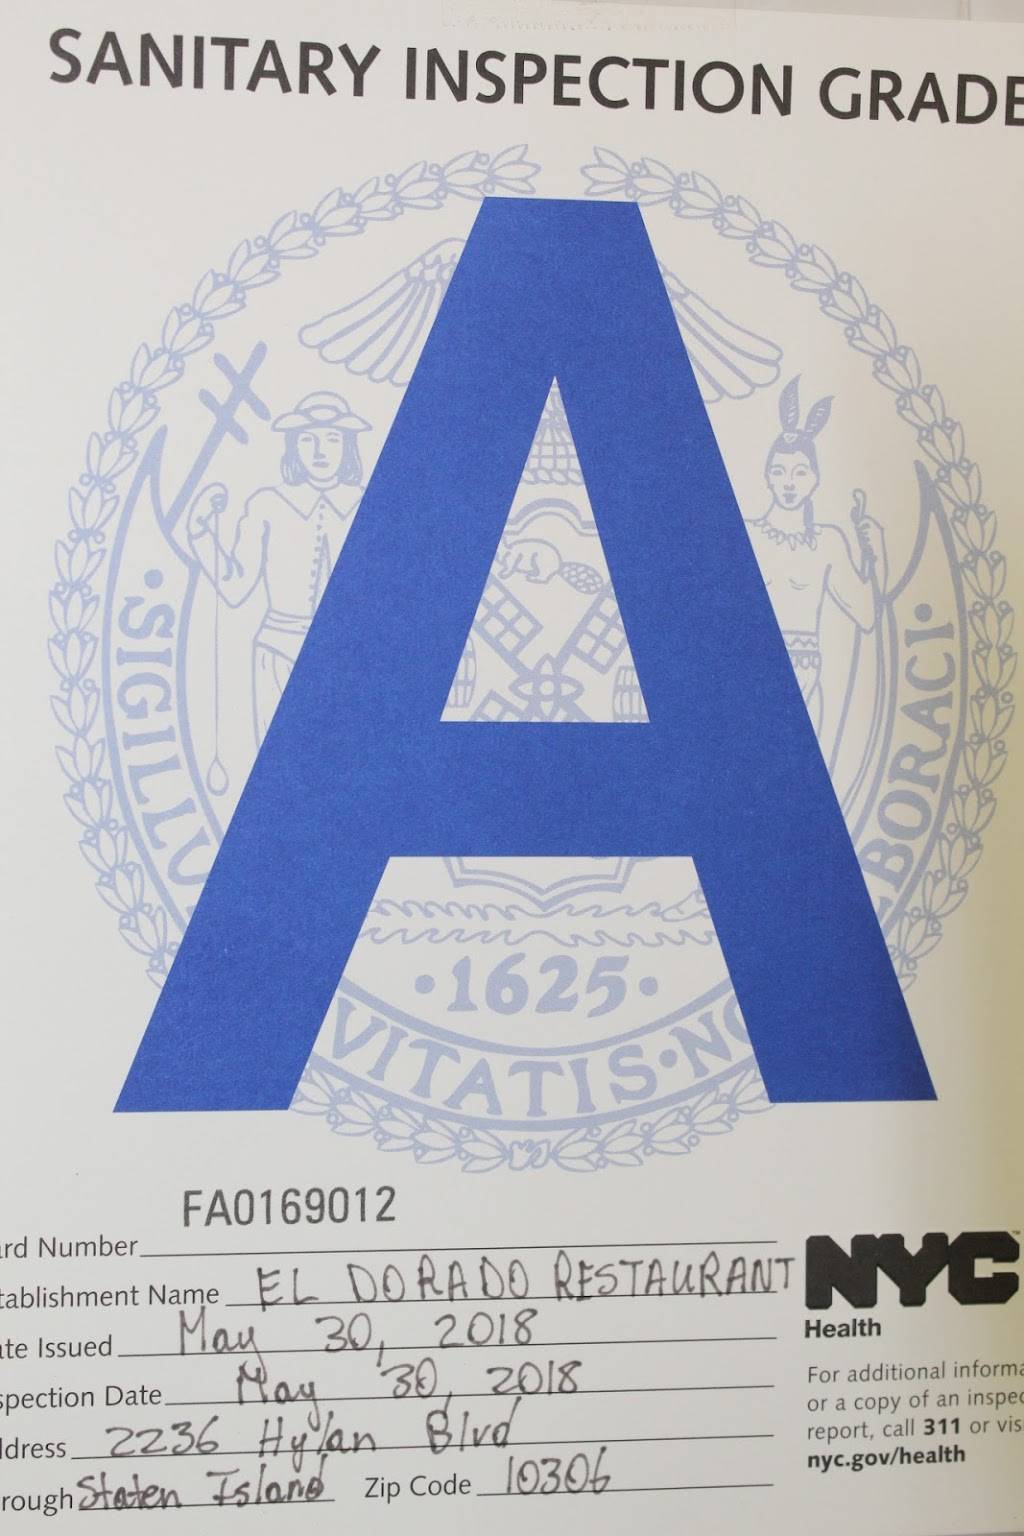 SANITARY INSPECTION GRADE
A
·SIGILLU
BORACI·
·1625·
VITATIS·NO
FA0169012
rd Number
tablishment Name EL DORADO RESTAURANT
te Issued May 30, 2018
spection Date May 30, 2018
dress 2236 Hylan Blvd
rough Staten Island Zip Code 10306
NYC
Health
For additional informa
or a copy of an inspec
report, call 311 or vis
nyc.gov/health